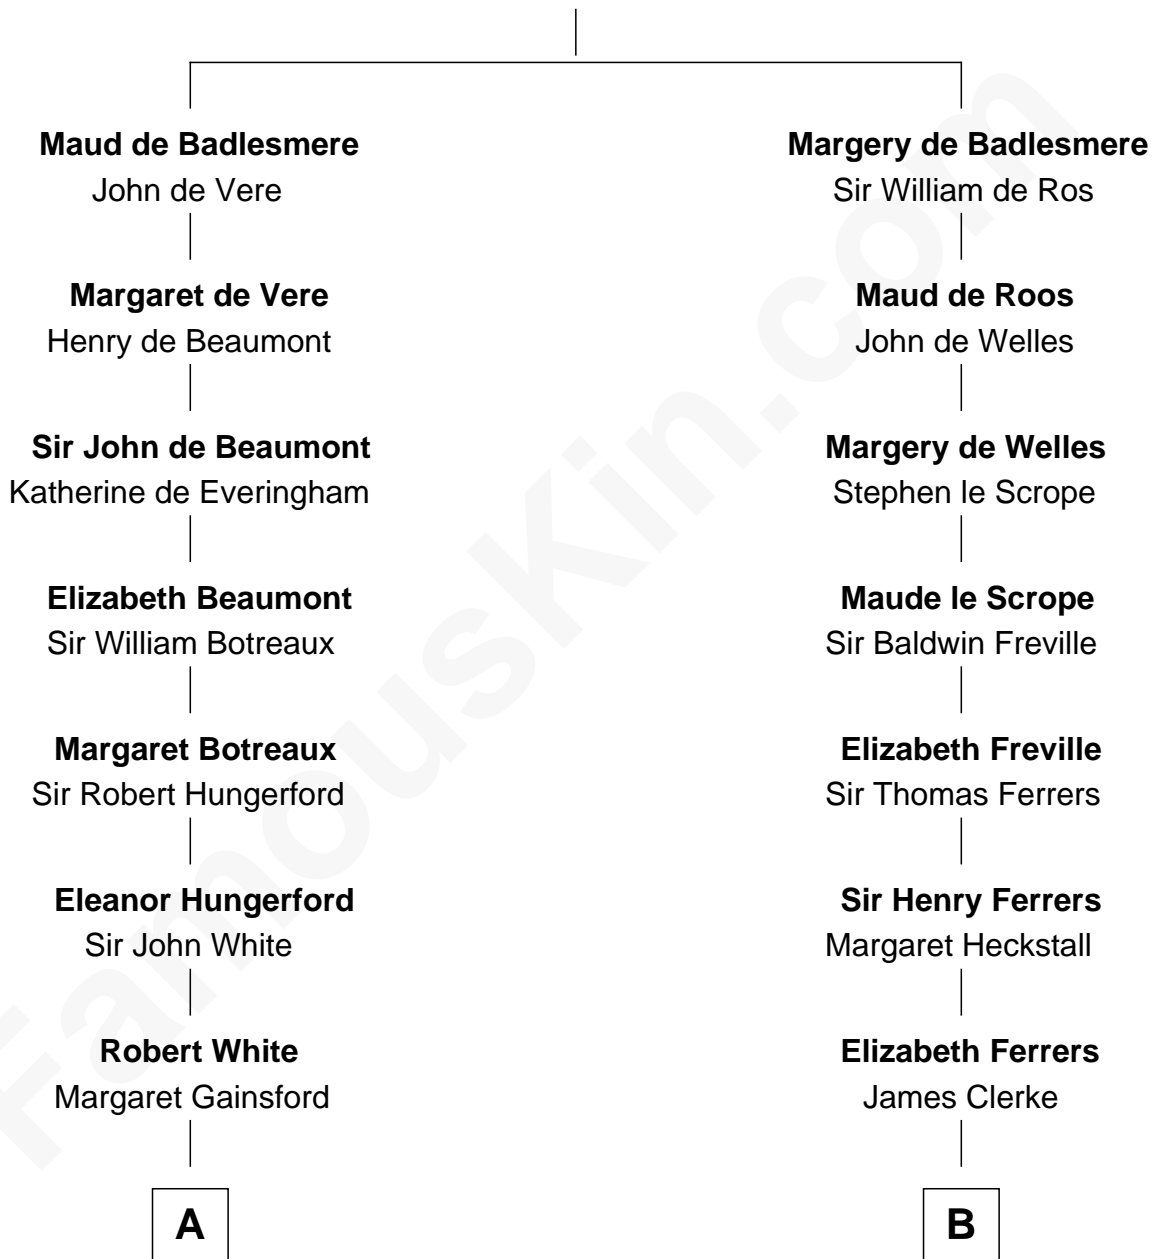 Maud de Badlesmere
John de Vere
Margaret de Vere
Henry de Beaumont
Sir John de Beaumont
Katherine de Everingham
Elizabeth Beaumont
Sir William Botreaux
Margaret Botreaux
Sir Robert Hungerford
Eleanor Hungerford
Sir John White
Robert White
Margaret Gainsford
A
Margery de Badlesmere
Sir William de Ros
Maud de Roos
John de Welles
Margery de Welles
Stephen le Scrope
Maude le Scrope
Sir Baldwin Freville
Elizabeth Freville
Sir Thomas Ferrers
Sir Henry Ferrers
Margaret Heckstall
Elizabeth Ferrers
James Clerke
B
FamousKin.com